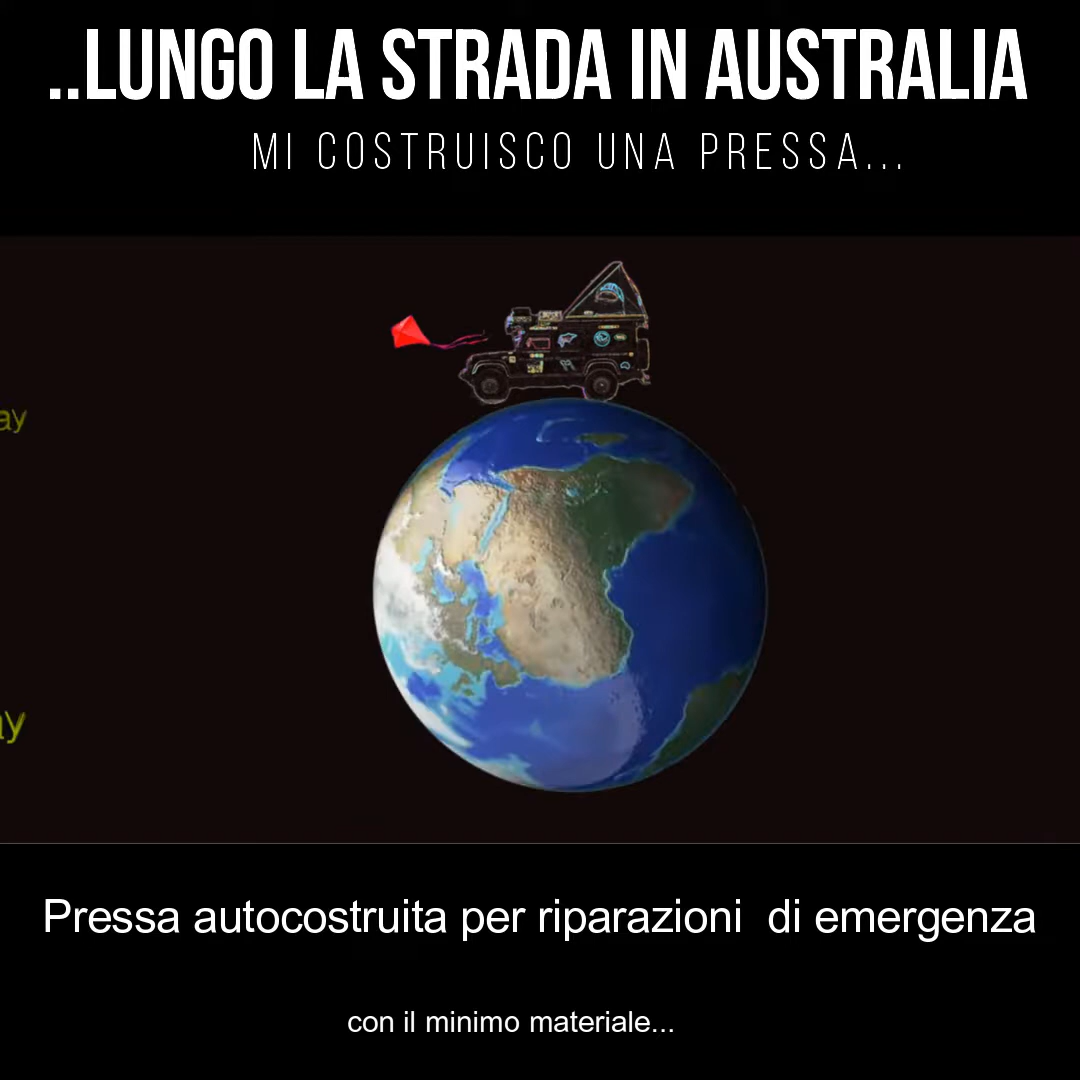 ..LUNGO LA STRADA IN AUSTRALIA
MI COSTRUISCO UNA PRESSA...
Pressa autocostruita per riparazioni  di emergenza
con il minimo materiale...